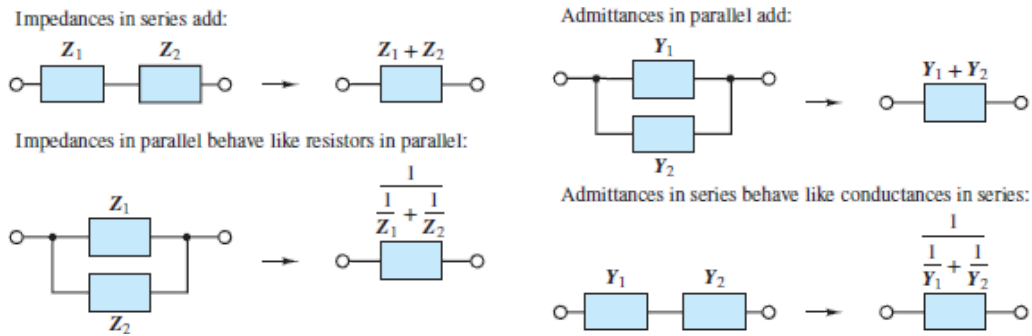 Impedances in series add:
Z₁ Z₂ Z₁ + Z₂
Impedances in parallel behave like resistors in parallel:
Z₁
Z₂
1
1/Z₁ + 1/Z₂
Admittances in parallel add:
Y₁
Y₂
Y₁ + Y₂
Admittances in series behave like conductances in series:
Y₁ Y₂
1
1/Y₁ + 1/Y₂